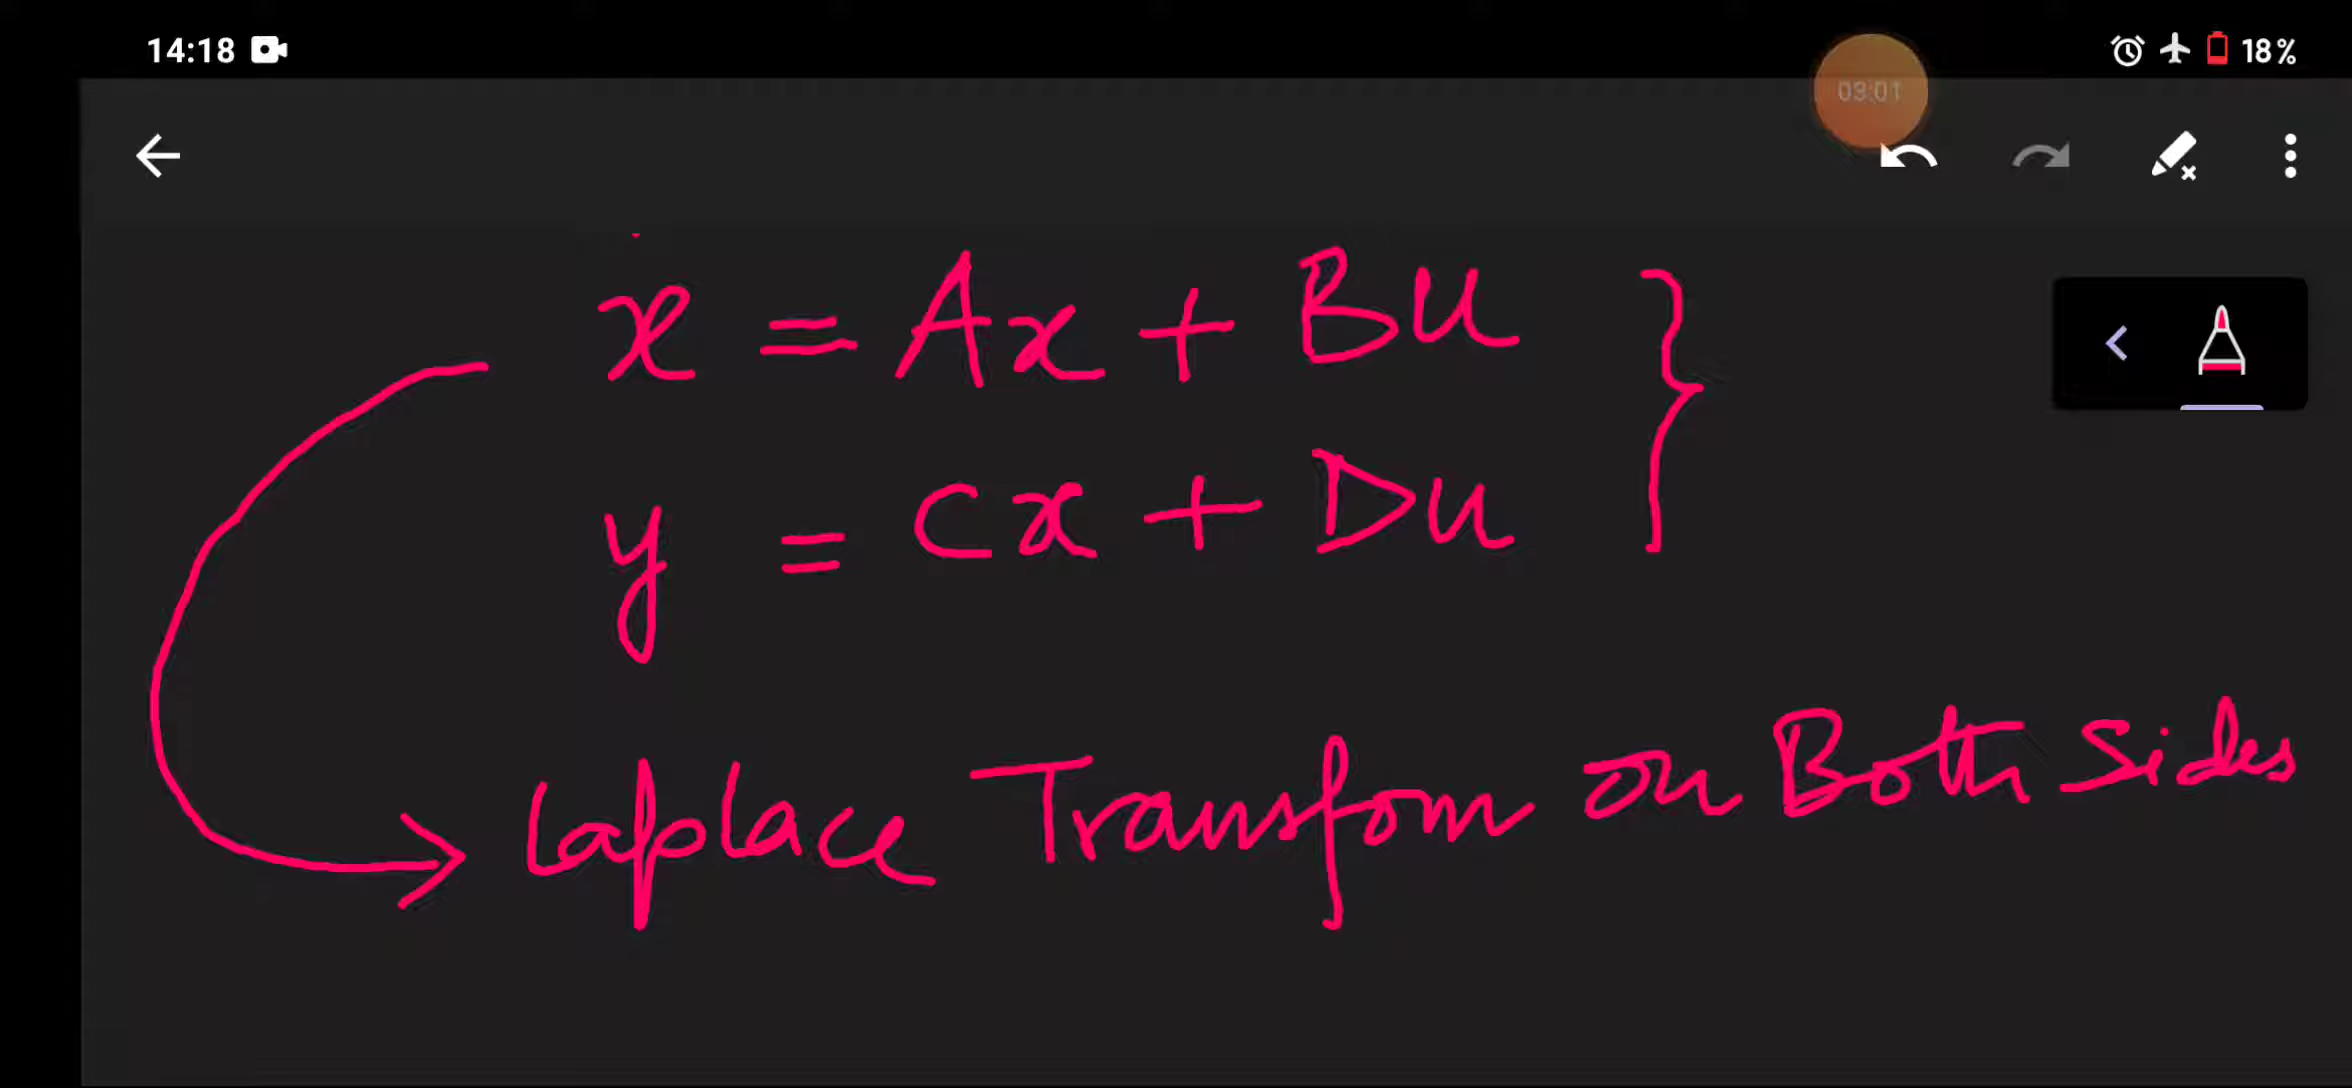 14:18 18%
03:01
ẋ = Ax + Bu
y = Cx + Du
Laplace Transfom on Both Sides